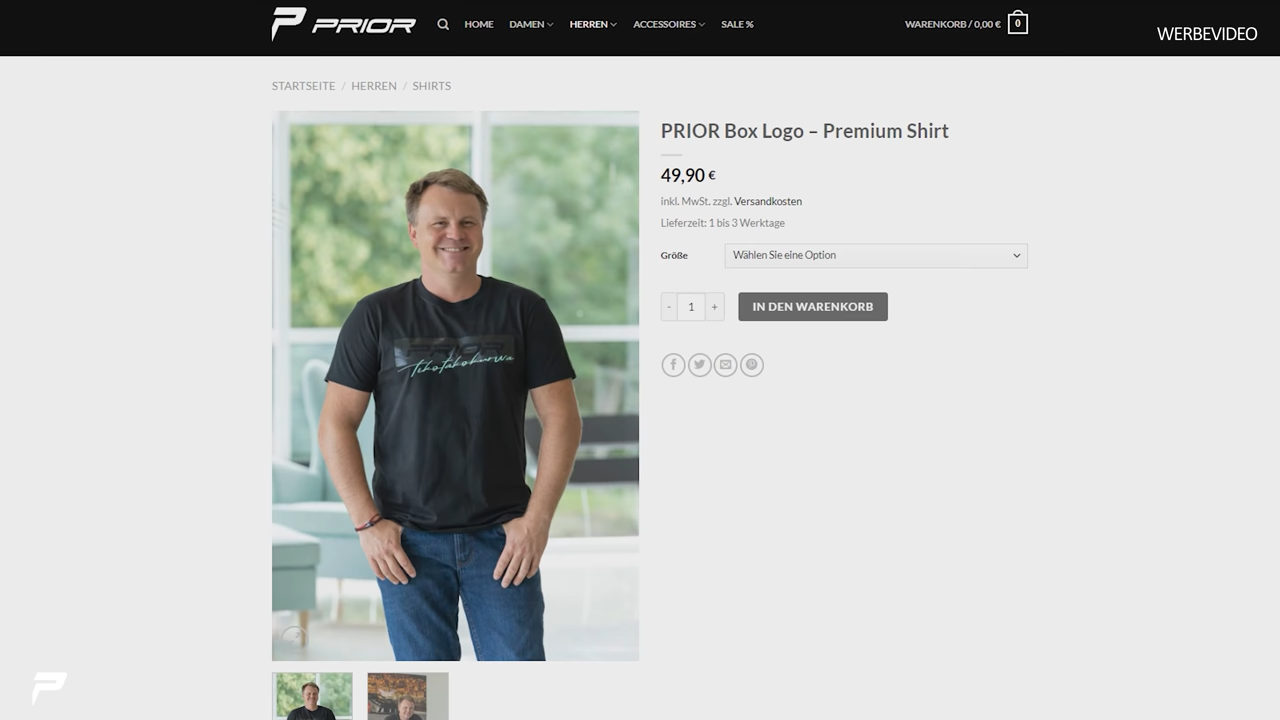 PRIOR
HOME
DAMEN
HERREN
ACCESSOIRES
SALE %
WARENKORB / 0,00 €
0
WERBEVIDEO
STARTSEITE / HERREN / SHIRTS
PRIOR Box Logo – Premium Shirt
49,90 €
inkl. MwSt. zzgl. Versandkosten
Lieferzeit: 1 bis 3 Werktage
Größe
Wählen Sie eine Option
- 1 +
IN DEN WARENKORB
PRIOR